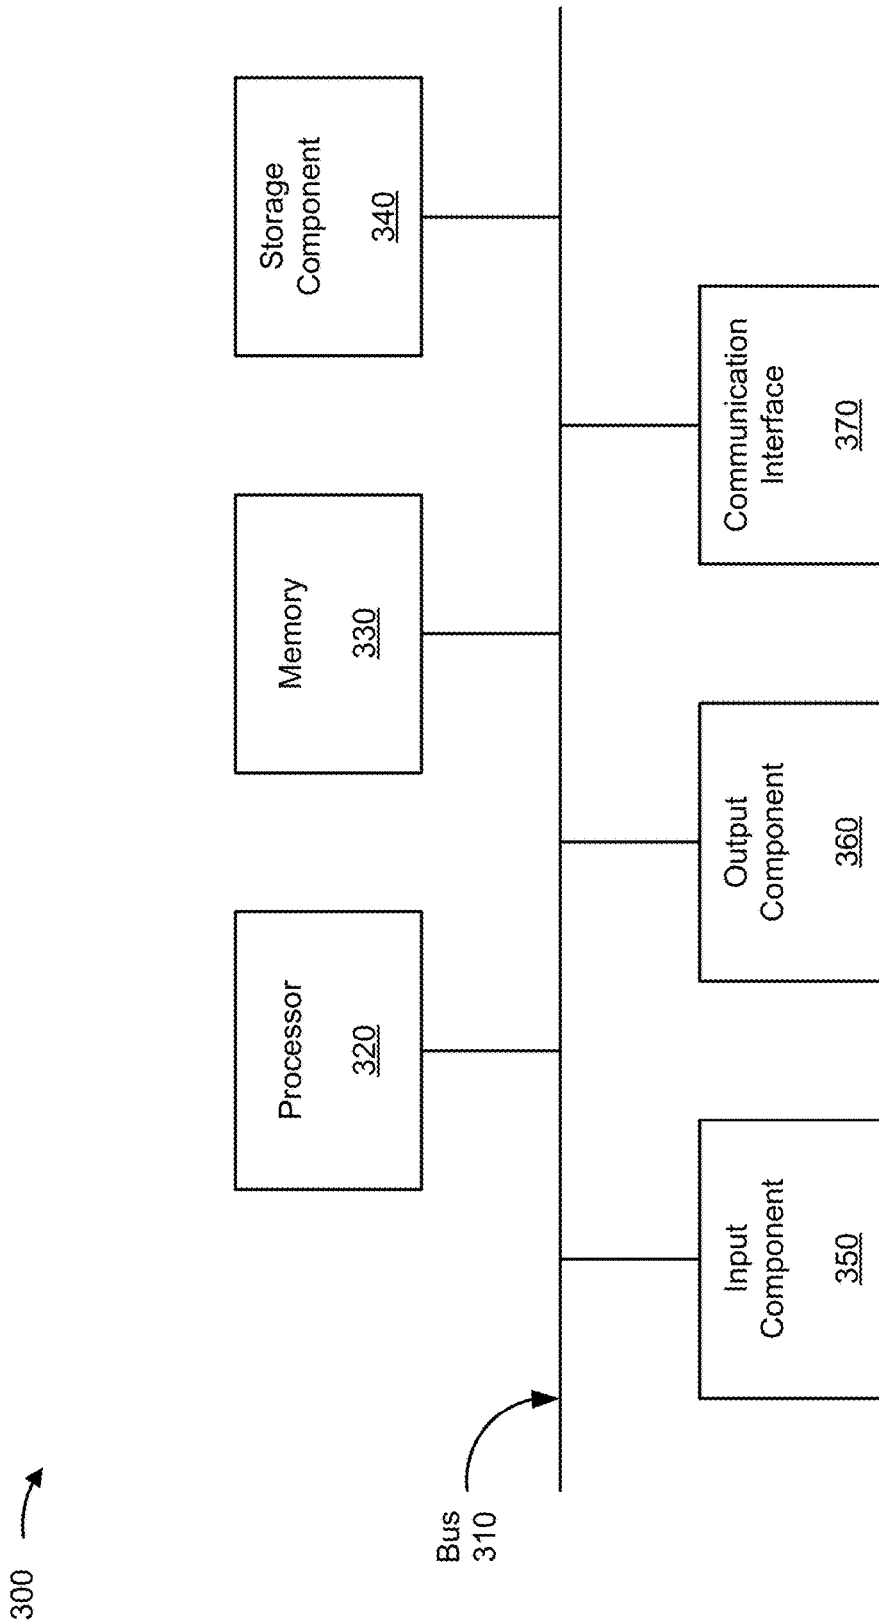 300
Processor
320
Memory
330
Storage
Component
340
Bus
310
Input
Component
350
Output
Component
360
Communication
Interface
370